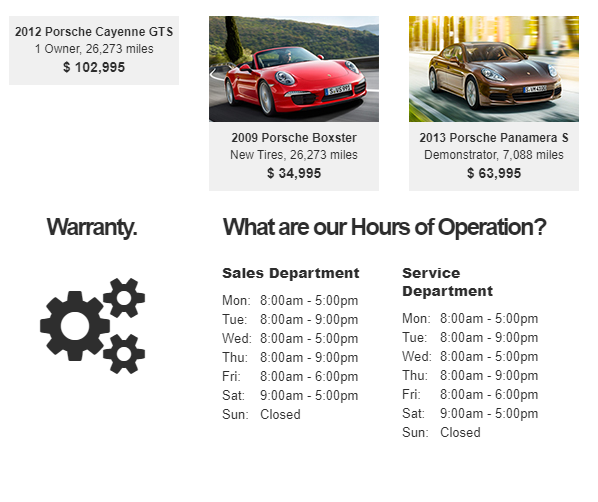 2012 Porsche Cayenne GTS
1 Owner, 26,273 miles
$ 102,995
2009 Porsche Boxster
New Tires, 26,273 miles
$ 34,995
2013 Porsche Panamera S
Demonstrator, 7,088 miles
$ 63,995
Warranty.
What are our Hours of Operation?
Sales Department
Mon: 8:00am - 5:00pm
Tue: 8:00am - 9:00pm
Wed: 8:00am - 5:00pm
Thu: 8:00am - 9:00pm
Fri: 8:00am - 6:00pm
Sat: 9:00am - 5:00pm
Sun: Closed
Service
Department
Mon: 8:00am - 5:00pm
Tue: 8:00am - 9:00pm
Wed: 8:00am - 5:00pm
Thu: 8:00am - 9:00pm
Fri: 8:00am - 6:00pm
Sat: 9:00am - 5:00pm
Sun: Closed